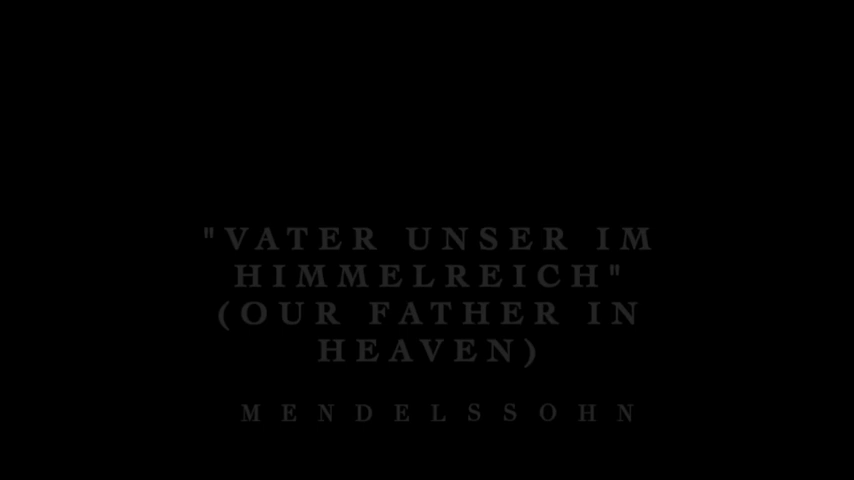 "VATER UNSER IM
HIMMELREICH"
(OUR FATHER IN
HEAVEN)
MENDELSSOHN